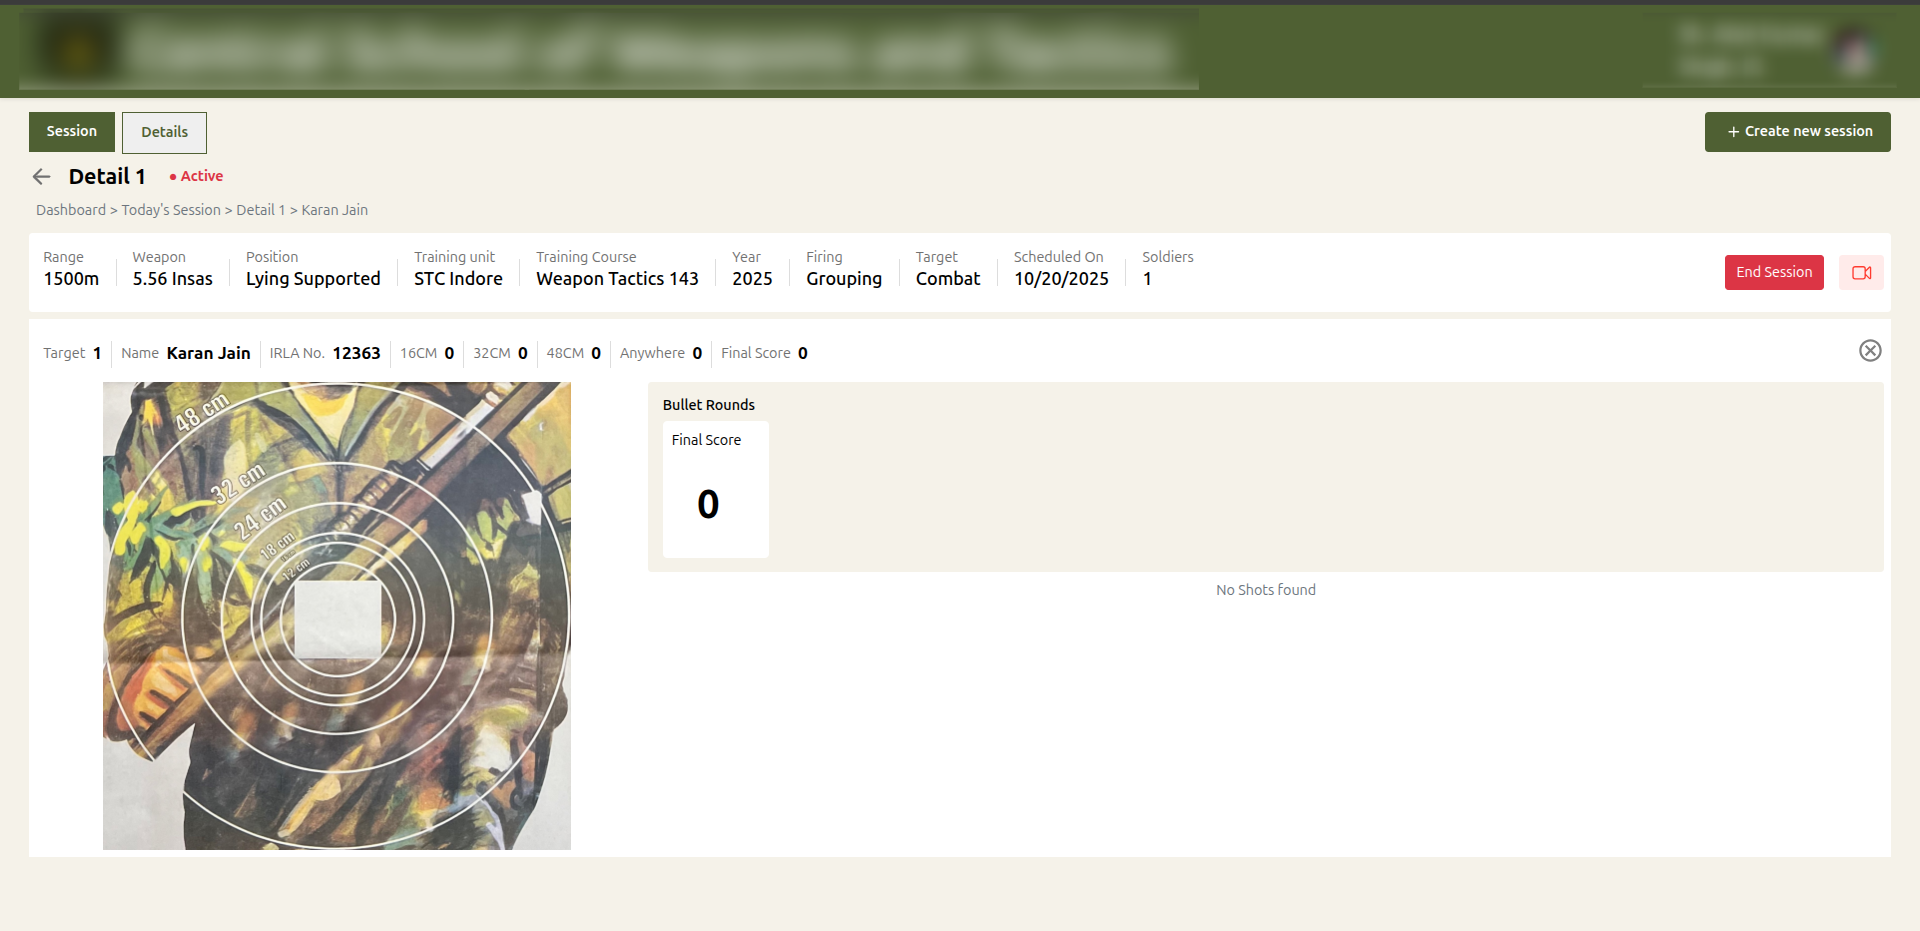 Session
Details
+ Create new session
Detail 1
Active
Dashboard > Today's Session > Detail 1 > Karan Jain
Range Weapon Position Training unit Training Course Year Firing Target Scheduled On Soldiers
1500m 5.56 Insas Lying Supported STC Indore Weapon Tactics 143 2025 Grouping Combat 10/20/2025 1
End Session
Target 1 Name Karan Jain IRLA No. 12363 16CM 0 32CM 0 48CM 0 Anywhere 0 Final Score 0
48 cm
32 cm
24 cm
18 cm
12 cm
Bullet Rounds
Final Score
0
No Shots found